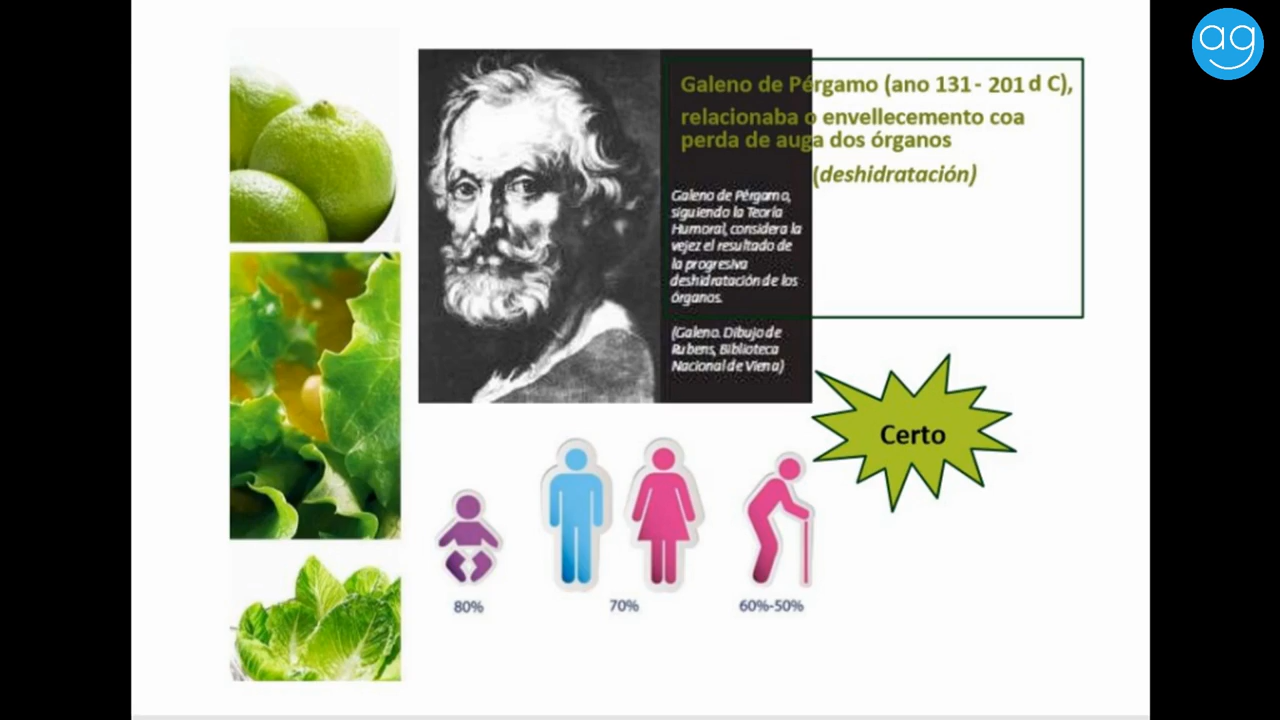 ag
Galeno de Pérgamo (ano 131- 201 d C),
relacionaba o envellecemento coa
perda de auga dos órganos
(deshidratación)
Galeno de Pérgamo,
siguiendo la Teoría
Humoral, considera la
vejez el resultado de
la progresiva
deshidratación de los
órganos.
(Galeno. Dibujo de
Rubens, Biblioteca
Nacional de Viena)
Certo
80%
70%
60%-50%